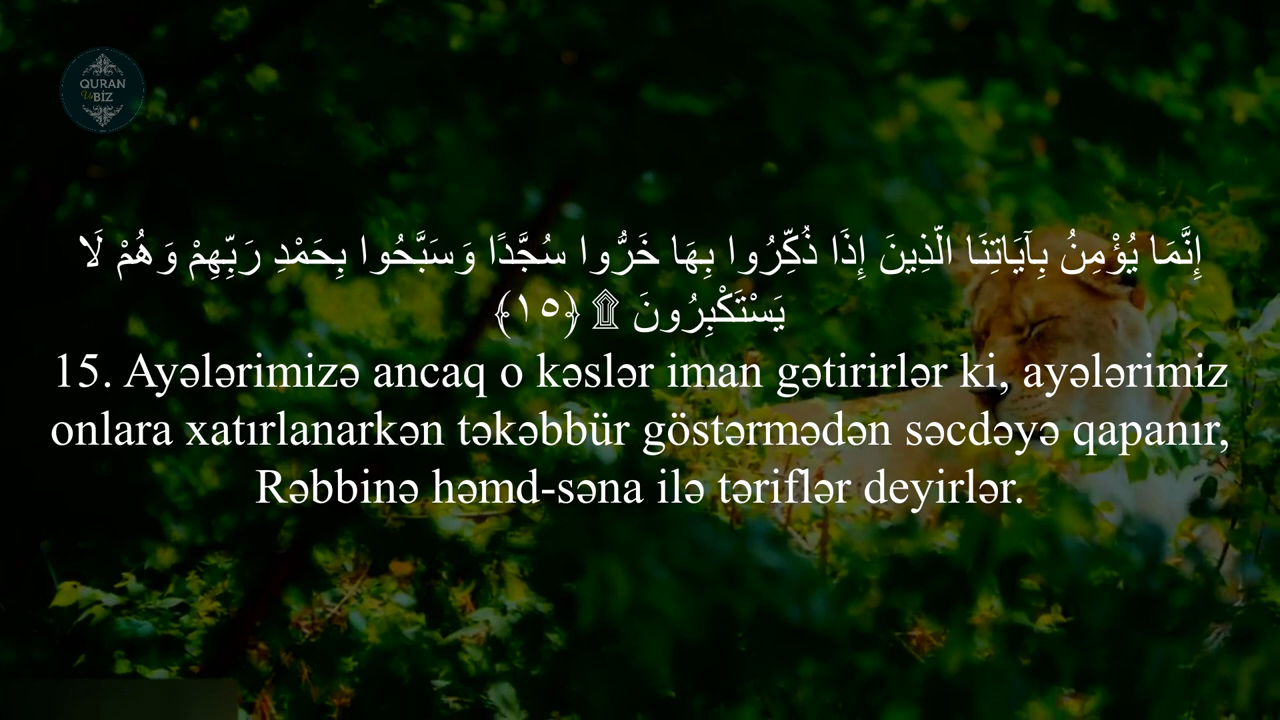 QURAN
Və BİZ
إِنَّمَا يُؤْمِنُ بِآيَاتِنَا الَّذِينَ إِذَا ذُكِّرُوا بِهَا خَرُّوا سُجَّدًا وَسَبَّحُوا بِحَمْدِ رَبِّهِمْ وَهُمْ لَا
يَسْتَكْبِرُونَ ۩ ﴿١٥﴾
15. Ayələrimizə ancaq o kəslər iman gətirirlər ki, ayələrimiz
onlara xatırlanarkən təkəbbür göstərmədən səcdəyə qapanır,
Rəbbinə həmd-səna ilə təriflər deyirlər.